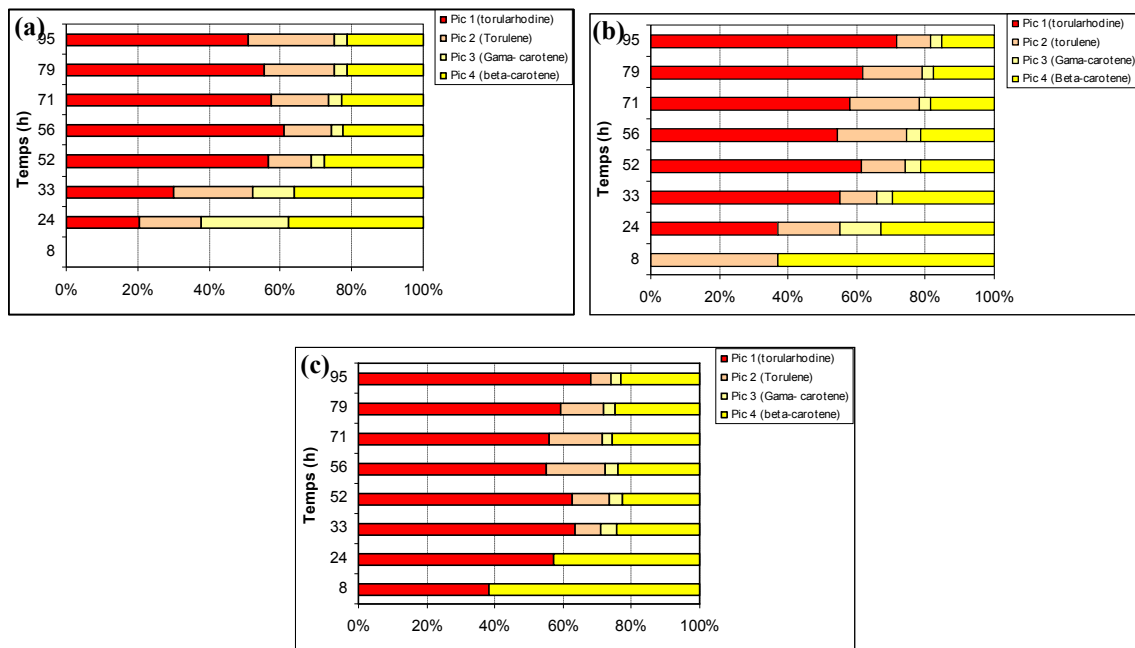 (a)
Temps (h)
95
79
71
56
52
33
24
8
0% 20% 40% 60% 80% 100%
Pic 1 (torularhodine)
Pic 2 (Torulene)
Pic 3 (Gama- carotene)
Pic 4 (beta-carotene)
(b)
Temps (h)
95
79
71
56
52
33
24
8
0% 20% 40% 60% 80% 100%
Pic 1 (torularhodine)
Pic 2 (torulene)
Pic 3 (Gama-carotene)
Pic 4 (Beta-carotene)
(c)
Temps (h)
95
79
71
56
52
33
24
8
0% 20% 40% 60% 80% 100%
Pic 1 (torularhodine)
Pic 2 (Torulene)
Pic 3 (Gama- carotene)
Pic 4 (beta-carotene)